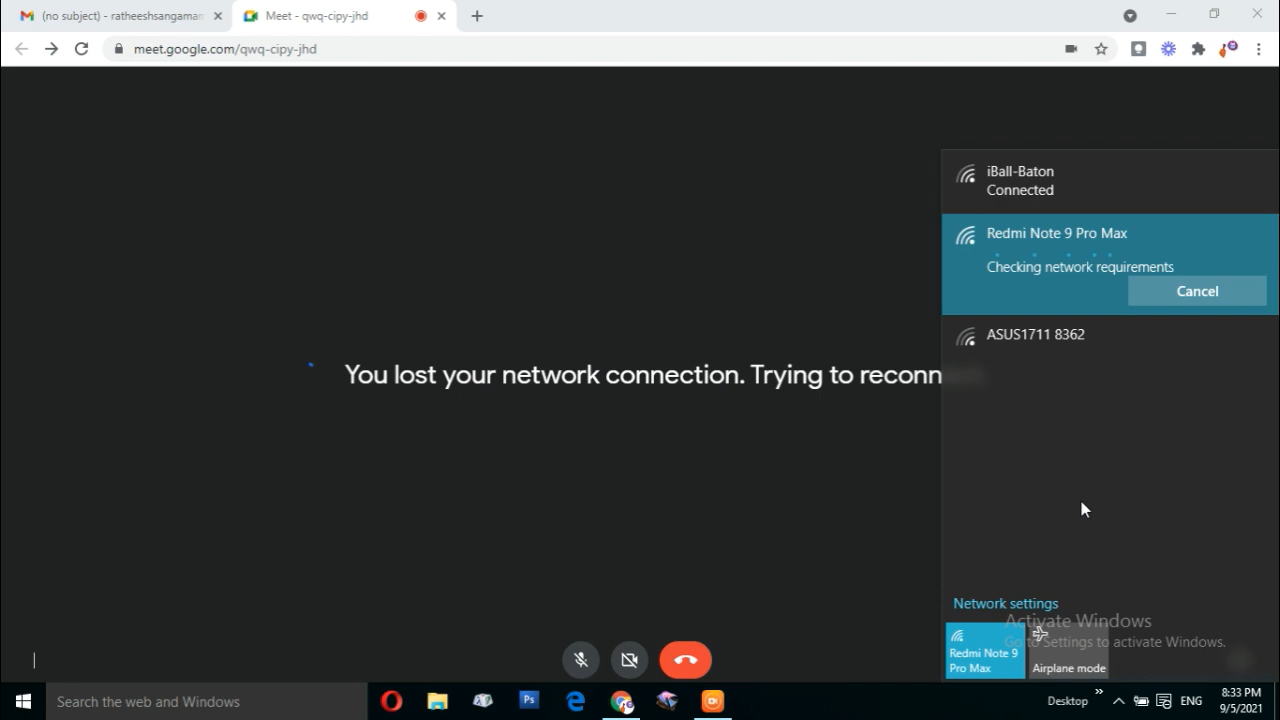 (no subject) - ratheeshsangaman
Meet - qwq-cipy-jhd
meet.google.com/qwq-cipy-jhd
iBall-Baton
Connected
Redmi Note 9 Pro Max
Checking network requirements
Cancel
ASUS1711 8362
You lost your network connection. Trying to reconn
Network settings
Activate Windows
Go to Settings to activate Windows.
Redmi Note 9
Pro Max
Airplane mode
Search the web and Windows
Ps
Desktop
ENG
8:33 PM
9/5/2021